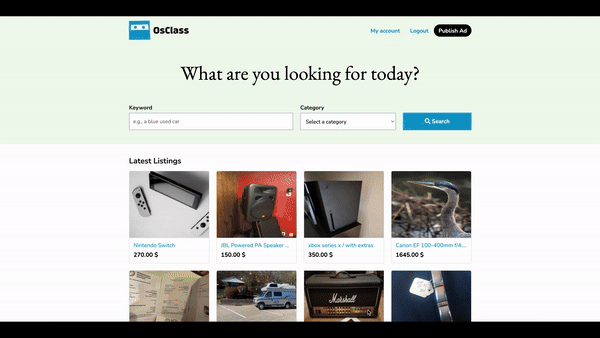 OsClass
My account Logout Publish Ad
What are you looking for today?
Keyword
Category
e.g., a blue used car
Select a category
Search
Latest Listings
Nintendo Switch
270.00 $
JBL Powered PA Speaker ...
150.00 $
xbox series x / with extras
350.00 $
Canon EF 100-400mm f/4...
1645.00 $
Marshall